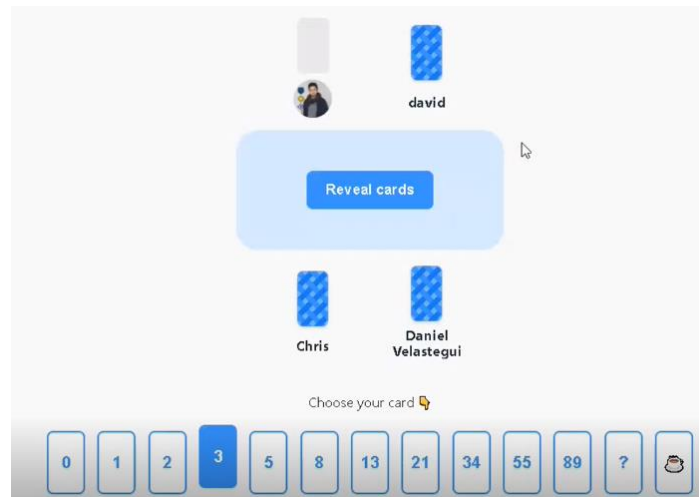 david
Reveal cards
Chris
Daniel
Velastegui
Choose your card 👇
0 1 2 3 5 8 13 21 34 55 89 ? ☕